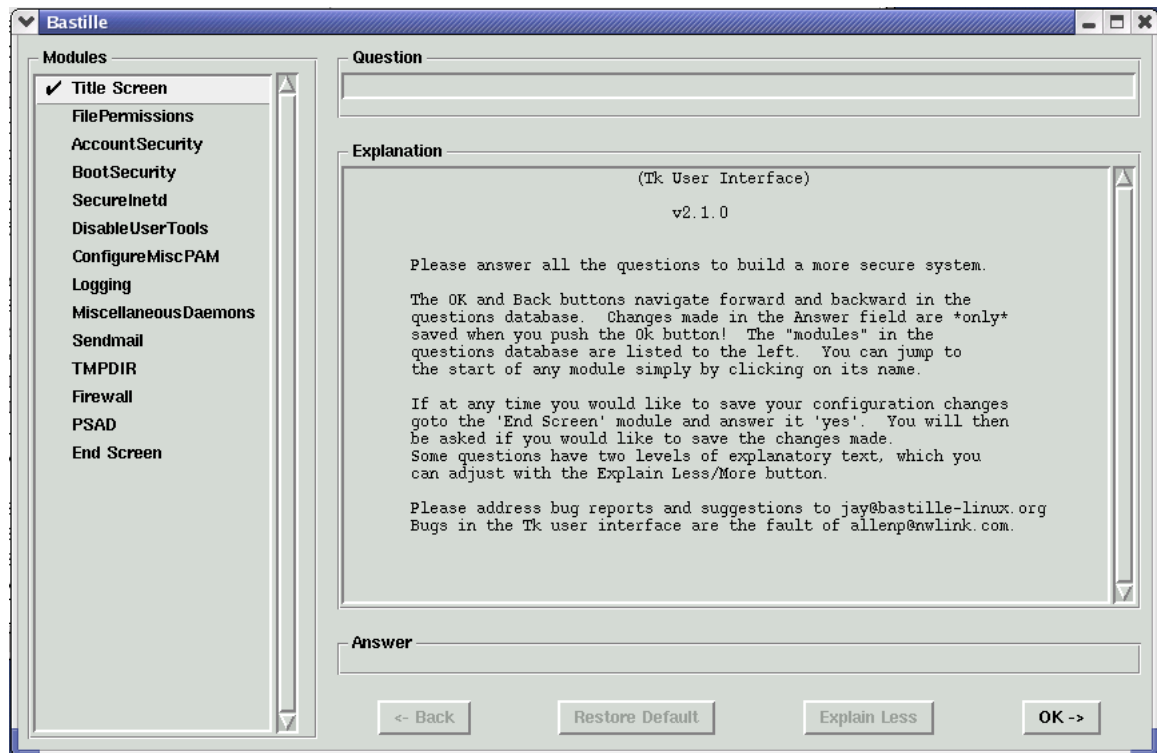 Bastille
Modules
Title Screen
FilePermissions
AccountSecurity
BootSecurity
SecureInetd
DisableUserTools
ConfigureMiscPAM
Logging
MiscellaneousDaemons
Sendmail
TMPDIR
Firewall
PSAD
End Screen
Question
Explanation
(Tk User Interface)
v2.1.0
Please answer all the questions to build a more secure system.
The OK and Back buttons navigate forward and backward in the
questions database.  Changes made in the Answer field are *only*
saved when you push the Ok button!  The "modules" in the
questions database are listed to the left.  You can jump to
the start of any module simply by clicking on its name.
If at any time you would like to save your configuration changes
goto the 'End Screen' module and answer it 'yes'.  You will then
be asked if you would like to save the changes made.
Some questions have two levels of explanatory text, which you
can adjust with the Explain Less/More button.
Please address bug reports and suggestions to jay@bastille-linux.org
Bugs in the Tk user interface are the fault of allenp@nwlink.com.
Answer
<- Back
Restore Default
Explain Less
OK ->